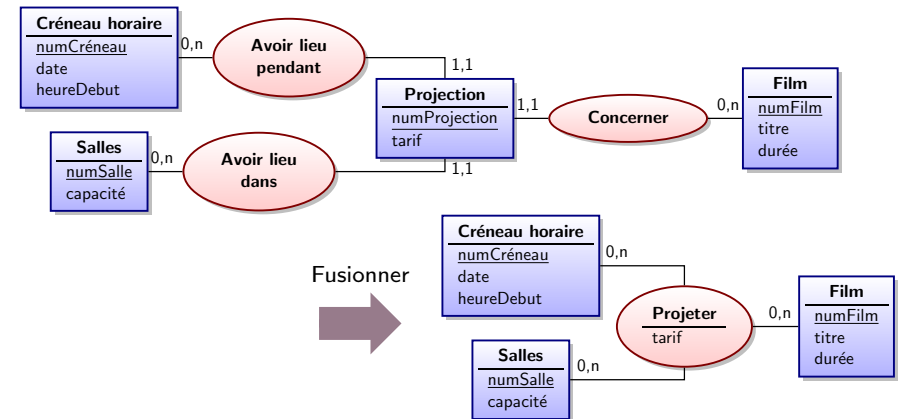 Créneau horaire
numCréneau
date
heureDebut
0,n
Avoir lieu
pendant
1,1
Projection
numProjection
tarif
1,1
Concerner
0,n
Film
numFilm
titre
durée
Salles
numSalle
capacité
0,n
Avoir lieu
dans
1,1
Fusionner
Créneau horaire
numCréneau
date
heureDebut
0,n
Projeter
tarif
0,n
Film
numFilm
titre
durée
Salles
numSalle
capacité
0,n